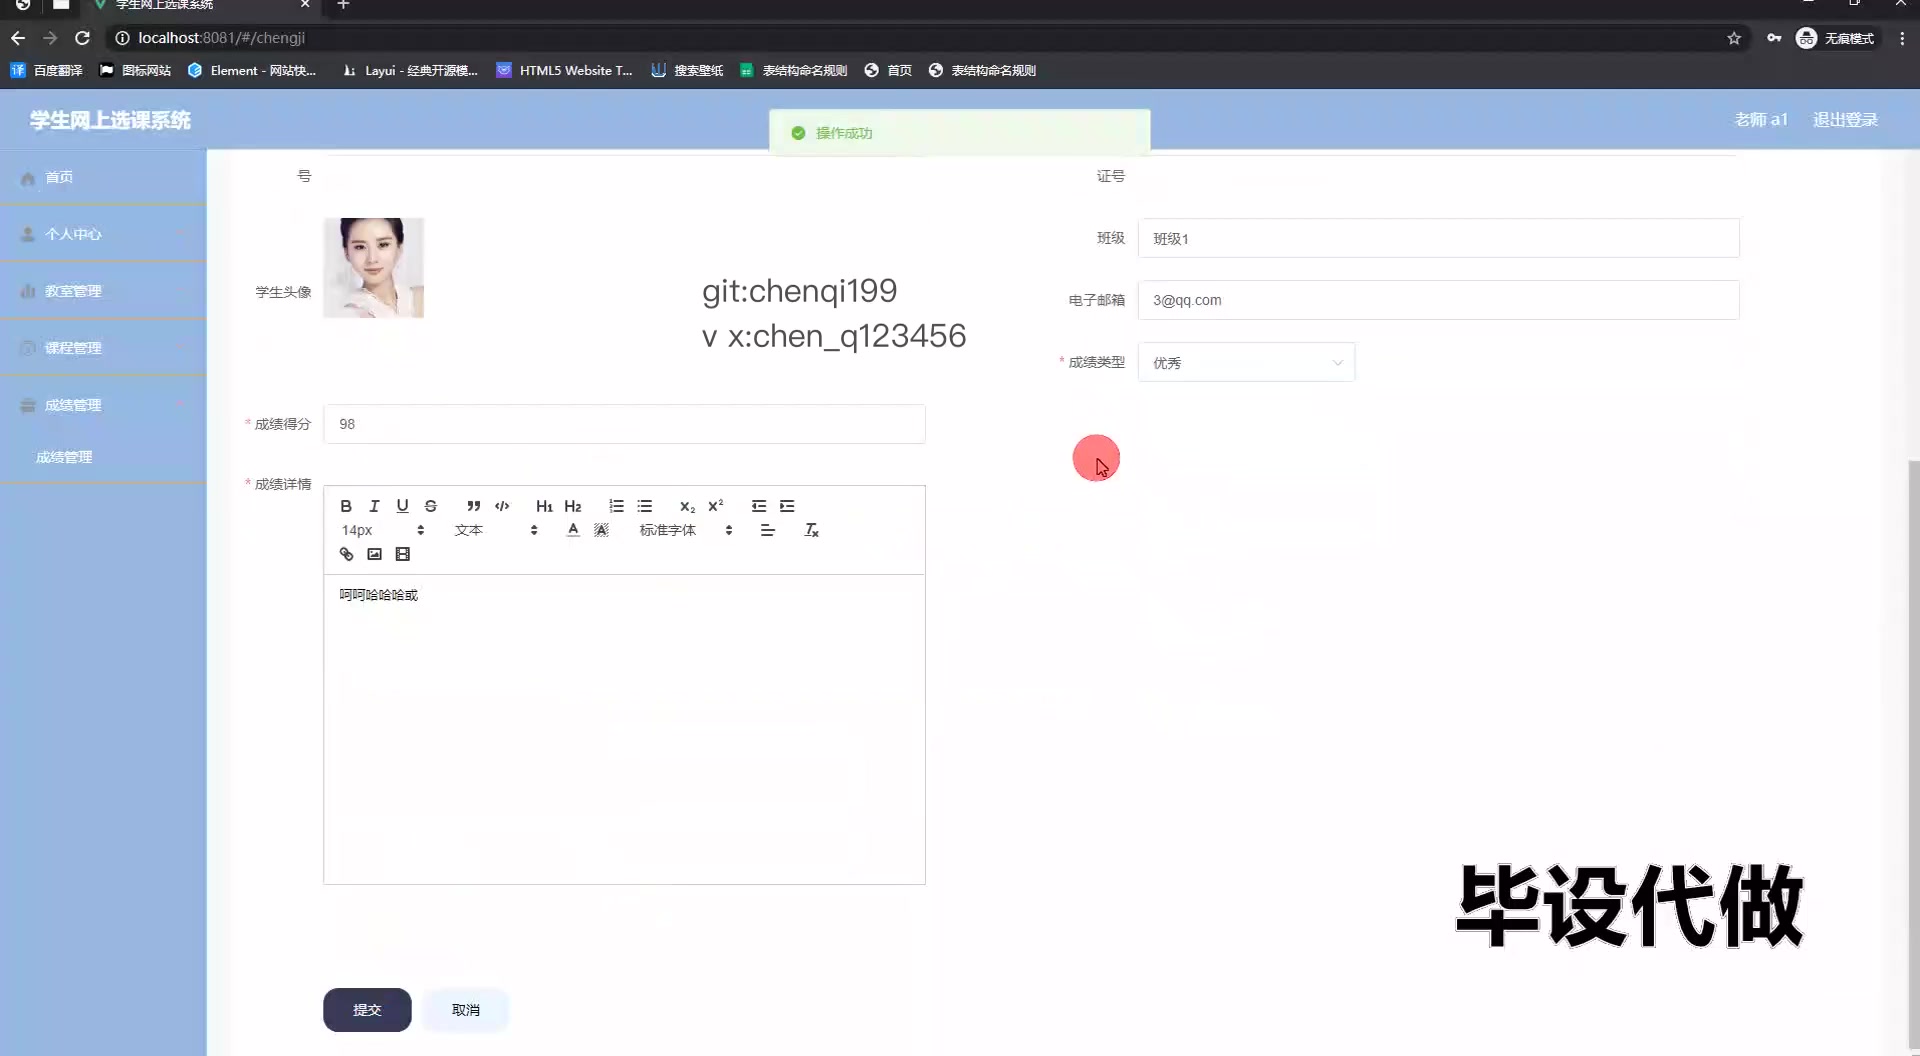 学生网上选课系统
localhost:8081/#/chengji
无痕模式
百度翻译 图标网站 Element - 网站快... Layui - 经典开源模... HTML5 Website T... 搜索壁纸 表结构命名规则 首页 表结构命名规则
学生网上选课系统
操作成功
老师 a1 退出登录
首页
个人中心
教室管理
课程管理
成绩管理
成绩管理
号
证号
学生头像
班级 班级1
git:chenqi199
v x:chen_q123456
电子邮箱 3@qq.com
* 成绩类型 优秀
* 成绩得分 98
* 成绩详情
B I U S H1 H2 x2 x²
14px 文本 A A 标准字体 Tx
呵呵哈哈哈或
毕设代做
提交 取消